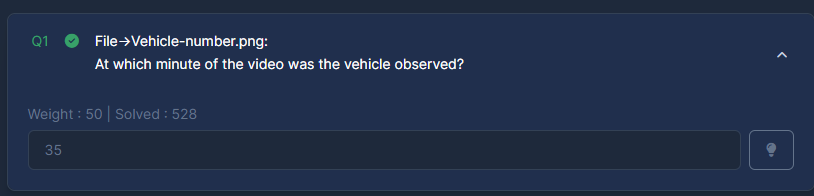 Q1 File→Vehicle-number.png:
At which minute of the video was the vehicle observed?
Weight : 50 | Solved : 528
35